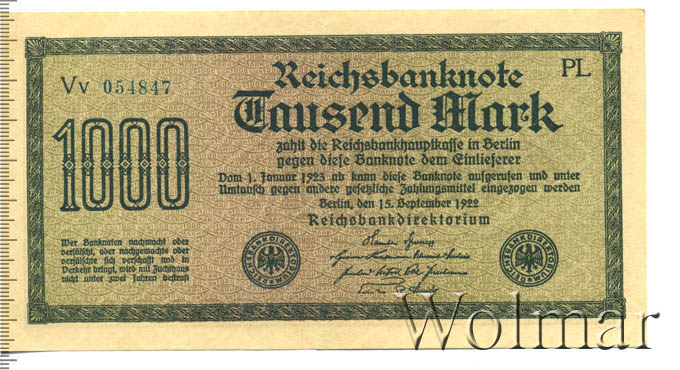 Vv 054847
Reichsbanknote
PL
Tausend Mark
1000
zahlt die Reichsbankhauptkasse in Berlin
gegen diese Banknote dem Einlieferer
Vom 1. Januar 1923 ab kann diese Banknote aufgerufen und unter
Umtausch gegen andere gesetzliche Zahlungsmittel eingezogen werden
Berlin, den 15. September 1922
Reichsbankdirektorium
Wer Banknoten nachmacht oder
verfälscht, oder nachgemachte oder
verfälschte sich verschafft und in
Verkehr bringt, wird mit Zuchthaus
nicht unter zwei Jahren bestraft
REICHSBANKDIREKTORIUM
REICHSBANKDIREKTORIUM
Wolmar